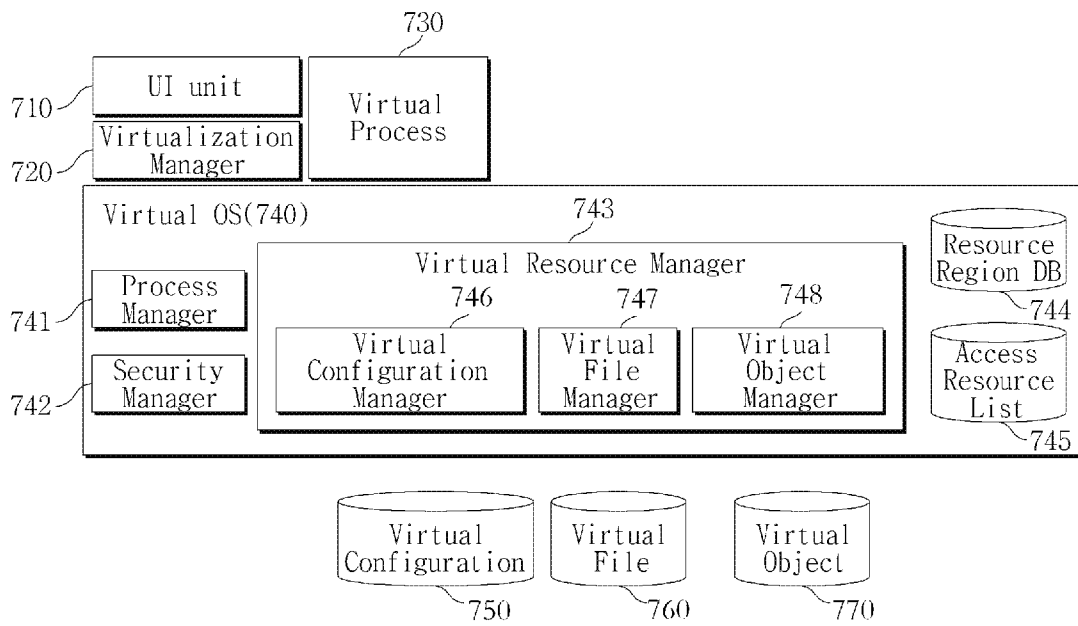 730
UI unit
710
Virtual
Process
Virtualization
Manager
720
Virtual OS(740)
743
Virtual Resource Manager
Resource
Region DB
744
Process
Manager
741
746
747
748
Virtual
Configuration
Manager
Virtual
File
Manager
Virtual
Object
Manager
Access
Resource
List
745
Security
Manager
742
Virtual
Configuration
750
Virtual
File
760
Virtual
Object
770